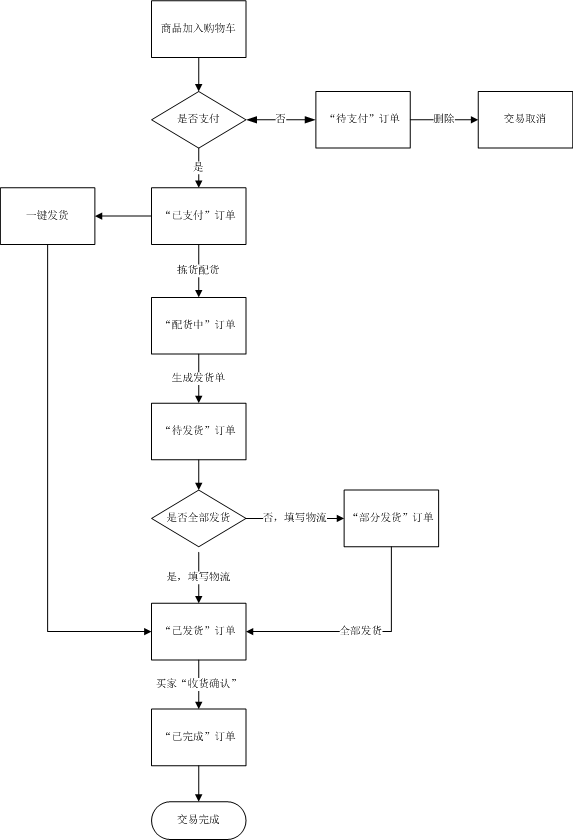 商品加入购物车
是否支付
否
“待支付”订单
删除
交易取消
是
一键发货
“已支付”订单
拣货配货
“配货中”订单
生成发货单
“待发货”订单
是否全部发货
否，填写物流
“部分发货”订单
是，填写物流
“已发货”订单
全部发货
买家“收货确认”
“已完成”订单
交易完成